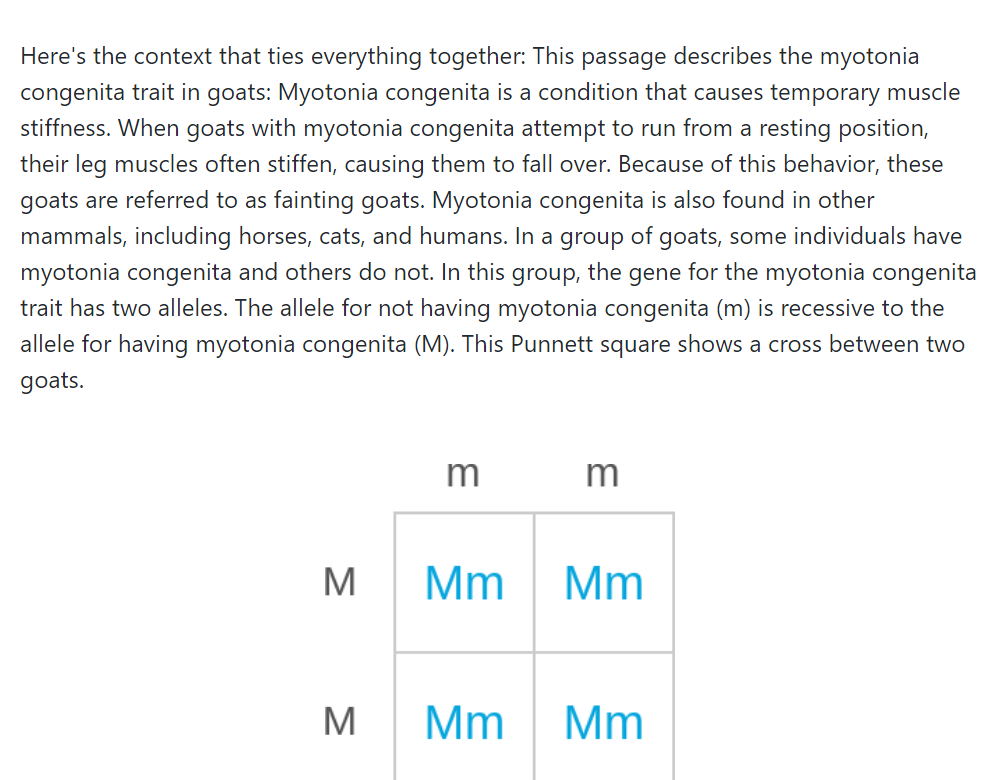 Here's the context that ties everything together: This passage describes the myotonia
congenita trait in goats: Myotonia congenita is a condition that causes temporary muscle
stiffness. When goats with myotonia congenita attempt to run from a resting position,
their leg muscles often stiffen, causing them to fall over. Because of this behavior, these
goats are referred to as fainting goats. Myotonia congenita is also found in other
mammals, including horses, cats, and humans. In a group of goats, some individuals have
myotonia congenita and others do not. In this group, the gene for the myotonia congenita
trait has two alleles. The allele for not having myotonia congenita (m) is recessive to the
allele for having myotonia congenita (M). This Punnett square shows a cross between two
goats.
m m
M Mm Mm
M Mm Mm